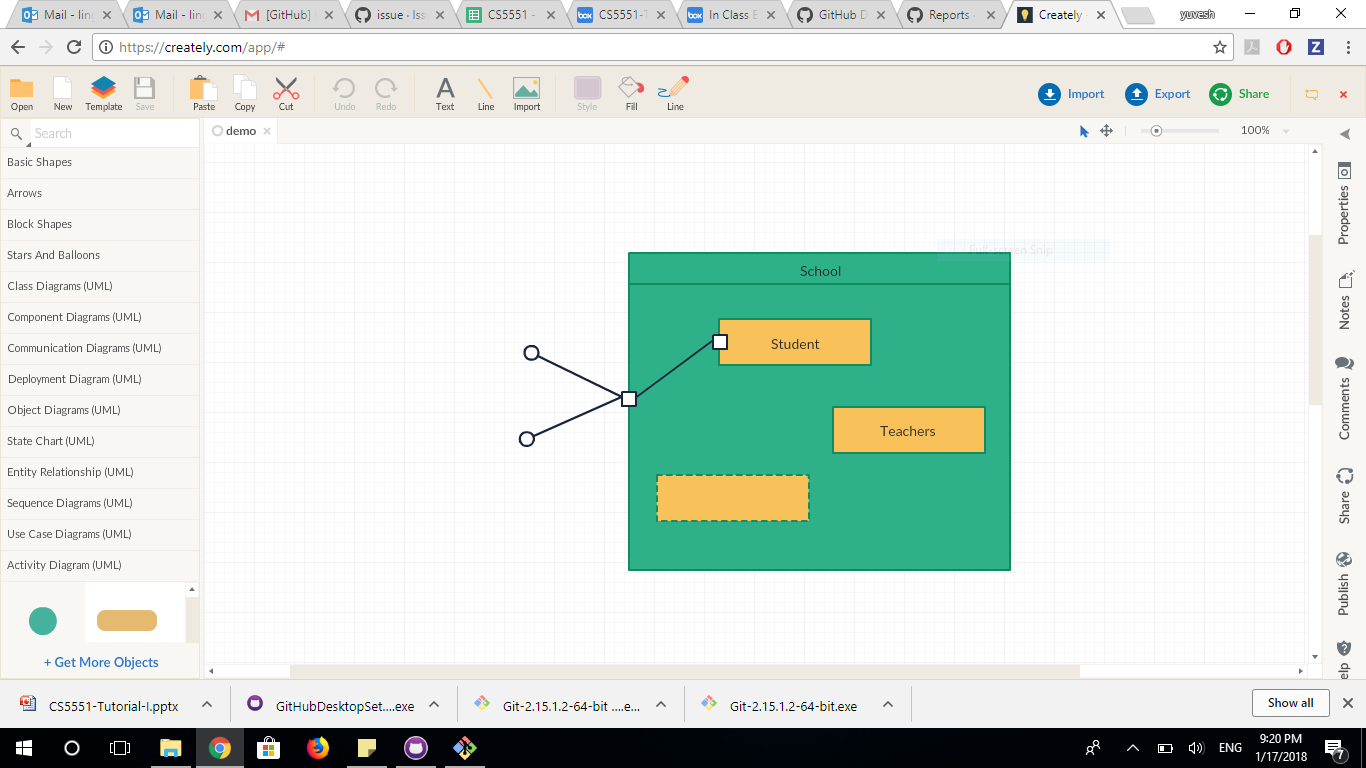 Mail - ling
Mail - ling
[GitHub]
issue · Iss
CS5551 -
CS5551-T
In Class E
GitHub D
Reports -
Creately
yuvesh
https://creately.com/app/#
Open
New
Template
Save
Paste
Copy
Cut
Undo
Redo
Text
Line
Import
Style
Fill
Line
Import
Export
Share
Search
demo
100%
Basic Shapes
Arrows
Block Shapes
Stars And Balloons
Class Diagrams (UML)
Component Diagrams (UML)
Communication Diagrams (UML)
Deployment Diagram (UML)
Object Diagrams (UML)
State Chart (UML)
Entity Relationship (UML)
Sequence Diagrams (UML)
Use Case Diagrams (UML)
Activity Diagram (UML)
+ Get More Objects
Full-screen Snip
School
Student
Teachers
Properties
Notes
Comments
Share
Publish
elp
CS5551-Tutorial-I.pptx
GitHubDesktopSet....exe
Git-2.15.1.2-64-bit ....exe
Git-2.15.1.2-64-bit.exe
Show all
ENG
9:20 PM
1/17/2018
7